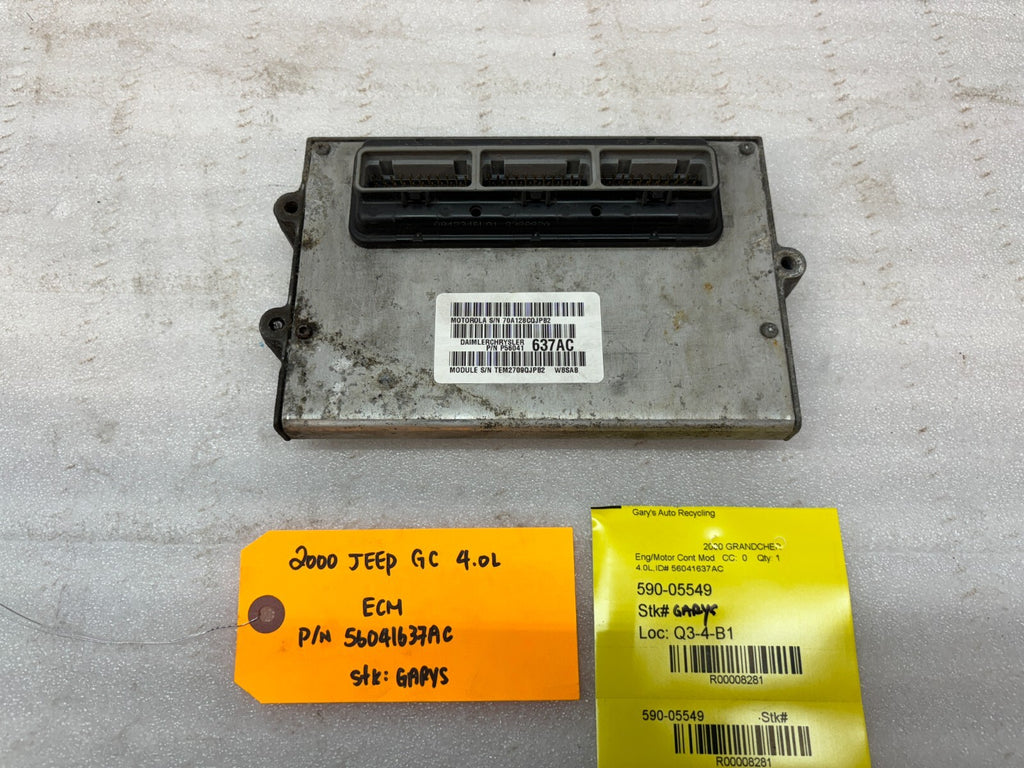 MOTOROLA S/N 70A128CQJPB2
DAIMLERCHRYSLER
P/N P56041 637AC
MODULE S/N TEM2709QJPB2 W8SAB
2000 JEEP GC 4.0L
ECM
P/N 56041637AC
stk: GARYS
Gary's Auto Recycling
2000 GRANDCHER
Eng/Motor Cont Mod CC: 0 Qty: 1
4.0L,ID# 56041637AC
590-05549
Stk# GARYS
Loc: Q3-4-B1
R00008281
590-05549 Stk#
R00008281